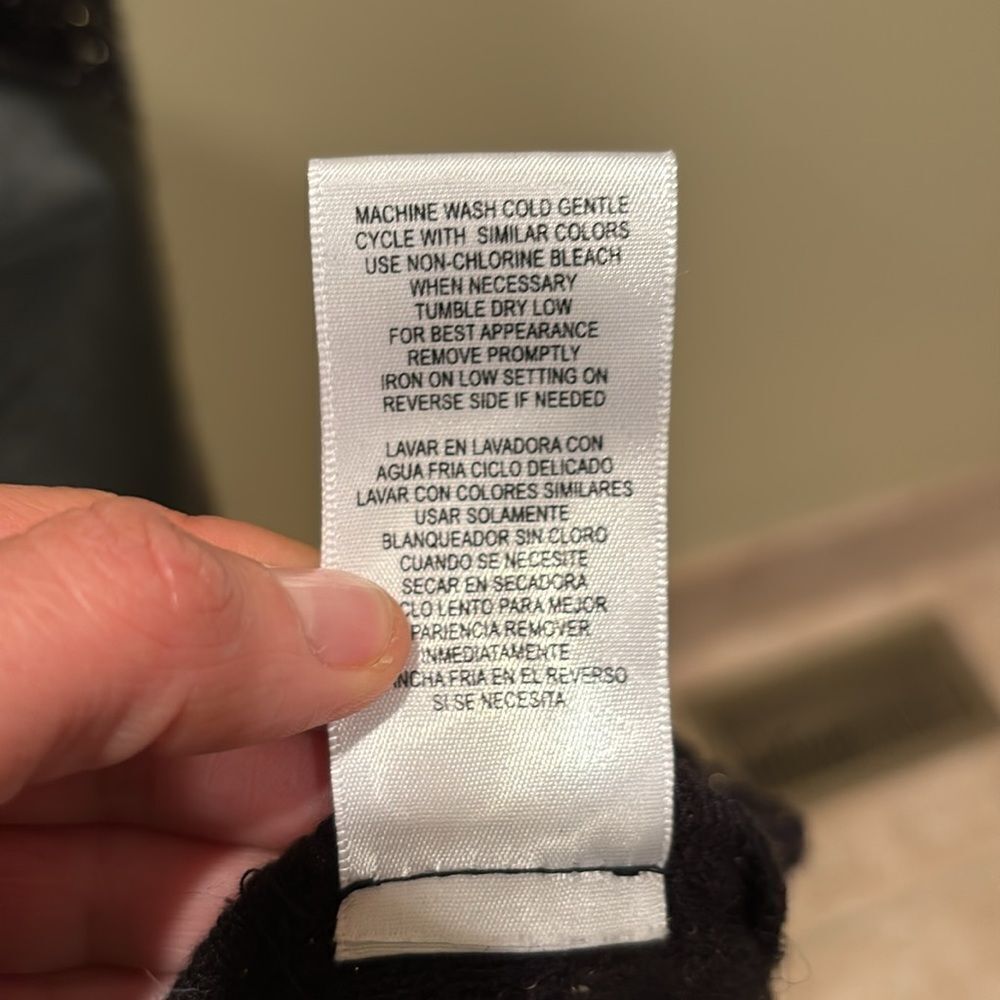 MACHINE WASH COLD GENTLE
CYCLE WITH SIMILAR COLORS
USE NON-CHLORINE BLEACH
WHEN NECESSARY
TUMBLE DRY LOW
FOR BEST APPEARANCE
REMOVE PROMPTLY
IRON ON LOW SETTING ON
REVERSE SIDE IF NEEDED
LAVAR EN LAVADORA CON
AGUA FRIA CICLO DELICADO
LAVAR CON COLORES SIMILARES
USAR SOLAMENTE
BLANQUEADOR SIN CLORO
CUANDO SE NECESITE
SECAR EN SECADORA
LENTO PARA MEJOR
REMOVER
INMEDIATAMENTE
FRIA EN EL REVERSO
SI SE NECESITA